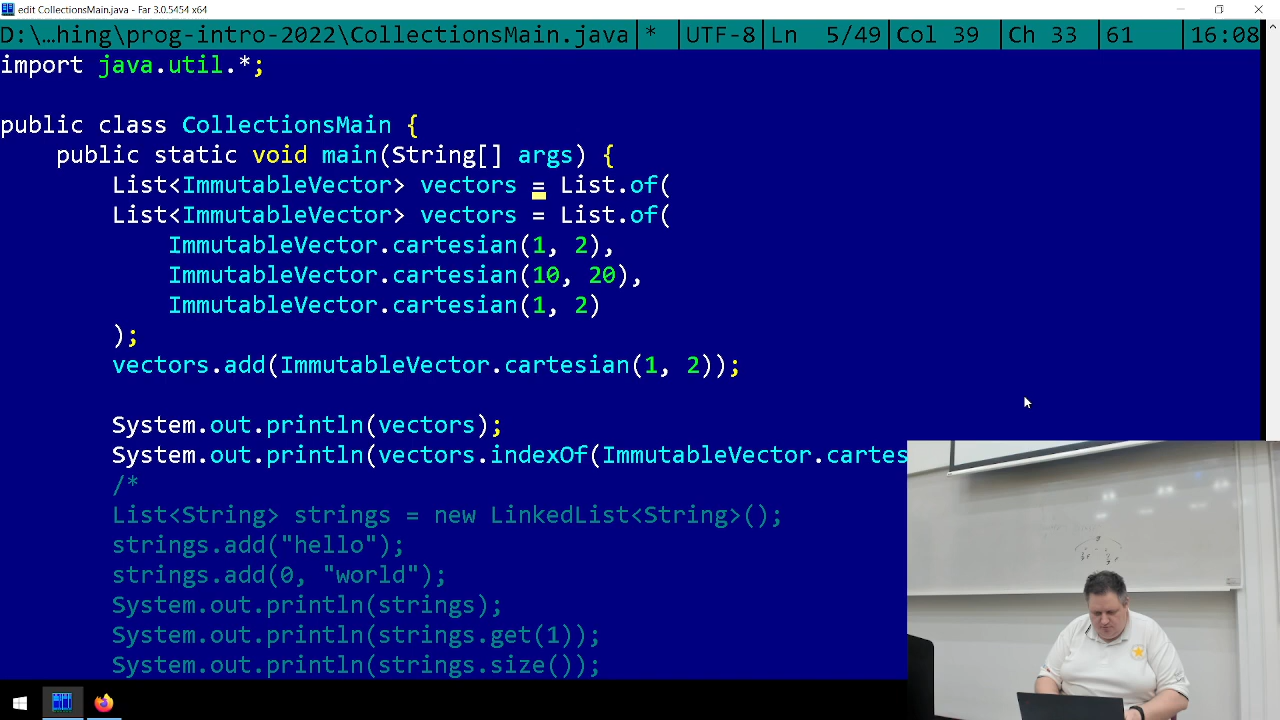 edit CollectionsMain.java - Far 3.0.5454 x64
D:\…hing\prog-intro-2022\CollectionsMain.java * UTF-8 Ln 5/49 Col 39 Ch 33 61 16:08
import java.util.*;
public class CollectionsMain {
public static void main(String[] args) {
List<ImmutableVector> vectors = List.of(
List<ImmutableVector> vectors = List.of(
ImmutableVector.cartesian(1, 2),
ImmutableVector.cartesian(10, 20),
ImmutableVector.cartesian(1, 2)
);
vectors.add(ImmutableVector.cartesian(1, 2));
System.out.println(vectors);
System.out.println(vectors.indexOf(ImmutableVector.cartes
/*
List<String> strings = new LinkedList<String>();
strings.add("hello");
strings.add(0, "world");
System.out.println(strings);
System.out.println(strings.get(1));
System.out.println(strings.size());